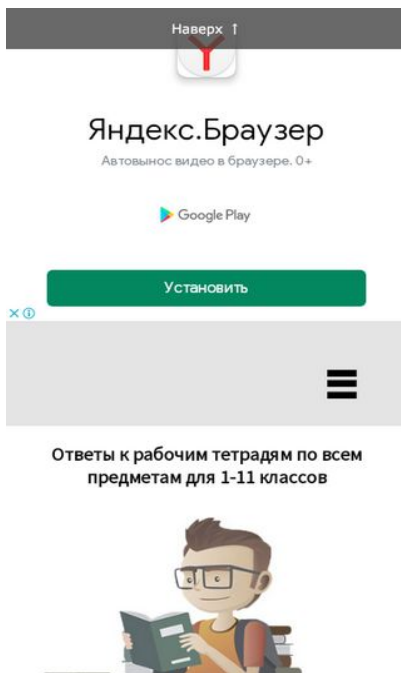 Наверх ↑
Яндекс.Браузер
Автовынос видео в браузере. 0+
Google Play
Установить
Ответы к рабочим тетрадям по всем
предметам для 1-11 классов